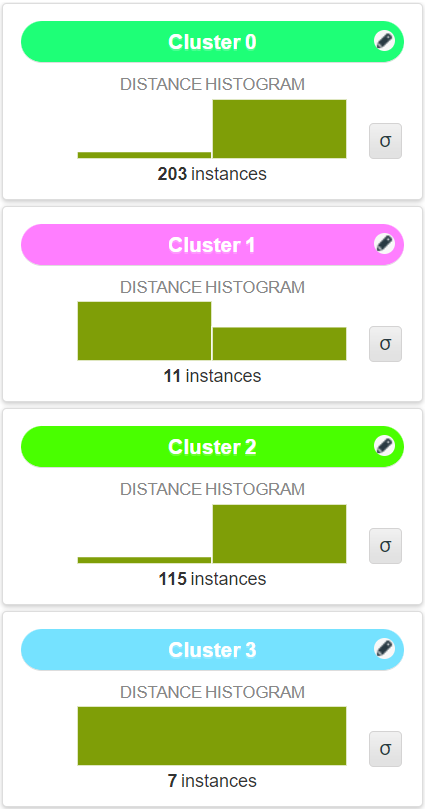 Cluster 0
DISTANCE HISTOGRAM
σ
203 instances
Cluster 1
DISTANCE HISTOGRAM
σ
11 instances
Cluster 2
DISTANCE HISTOGRAM
σ
115 instances
Cluster 3
DISTANCE HISTOGRAM
σ
7 instances